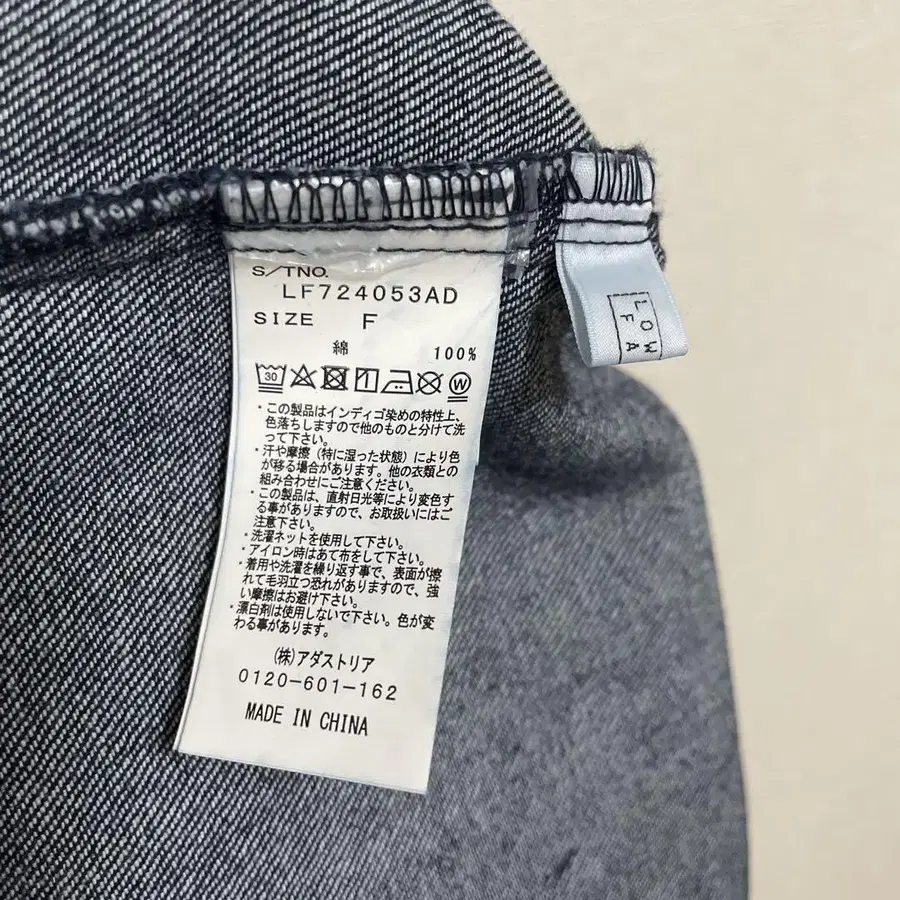 S/TNO.
LF724053AD
SIZE F
綿 100%
30
W
・この製品はインディゴ染めの特性上、
色落ちしますので他のものと分けて洗
って下さい。
・汗や摩擦（特に湿った状態）により色
が移る場合があります。他の衣類との
組み合わせにご注意ください。
・この製品は、直射日光等により変色す
る事がありますので、お取扱いにはご
注意下さい。
・洗濯ネットを使用して下さい。
・アイロン時はあて布をして下さい。
・着用や洗濯を繰り返す事で、表面が擦
れて毛羽立つ恐れがありますので、強
い摩擦はお避け下さい。
・漂白剤は使用しないで下さい。色が変
わる事があります。
(株)アダストリア
0120-601-162
MADE IN CHINA
LOW
FA